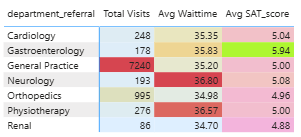 department_referral Total Visits Avg Waittime Avg SAT_score
Cardiology 248 35.35 5.04
Gastroenterology 178 35.83 5.94
General Practice 7240 35.20 5.00
Neurology 193 36.80 5.08
Orthopedics 995 34.98 4.96
Physiotherapy 276 36.57 5.00
Renal 86 34.70 4.88